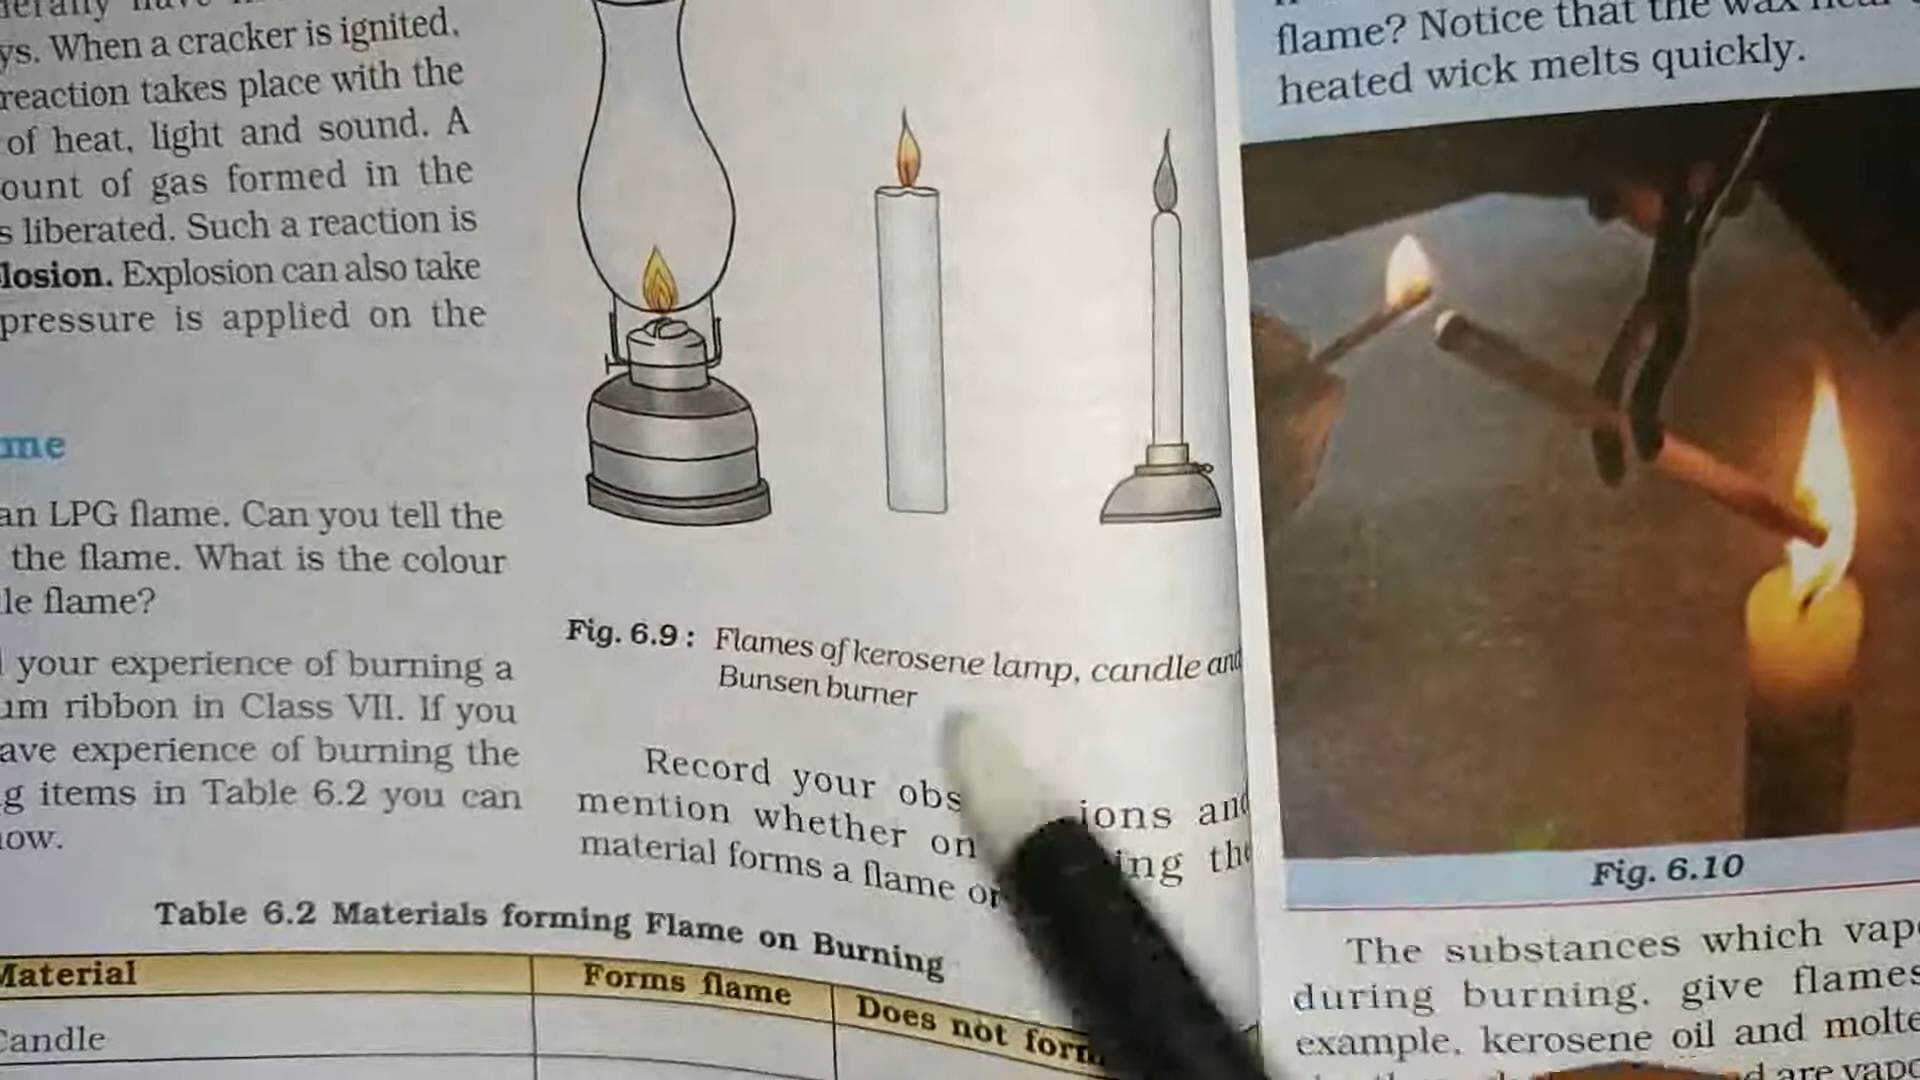 ys. When a cracker is ignited,
reaction takes place with the
of heat, light and sound. A
ount of gas formed in the
s liberated. Such a reaction is
losion. Explosion can also take
pressure is applied on the
me
an LPG flame. Can you tell the
the flame. What is the colour
le flame?
your experience of burning a
um ribbon in Class VII. If you
ave experience of burning the
g items in Table 6.2 you can
ow.
Fig. 6.9 : Flames of kerosene lamp, candle and
Bunsen burner
Record your obs ions and
mention whether on ing the
material forms a flame or
Table 6.2 Materials forming Flame on Burning
Material Forms flame Does not form
Candle
flame? Notice that the wax near
heated wick melts quickly.
Fig. 6.10
The substances which vapo
during burning, give flames
example, kerosene oil and molte
d are vapo